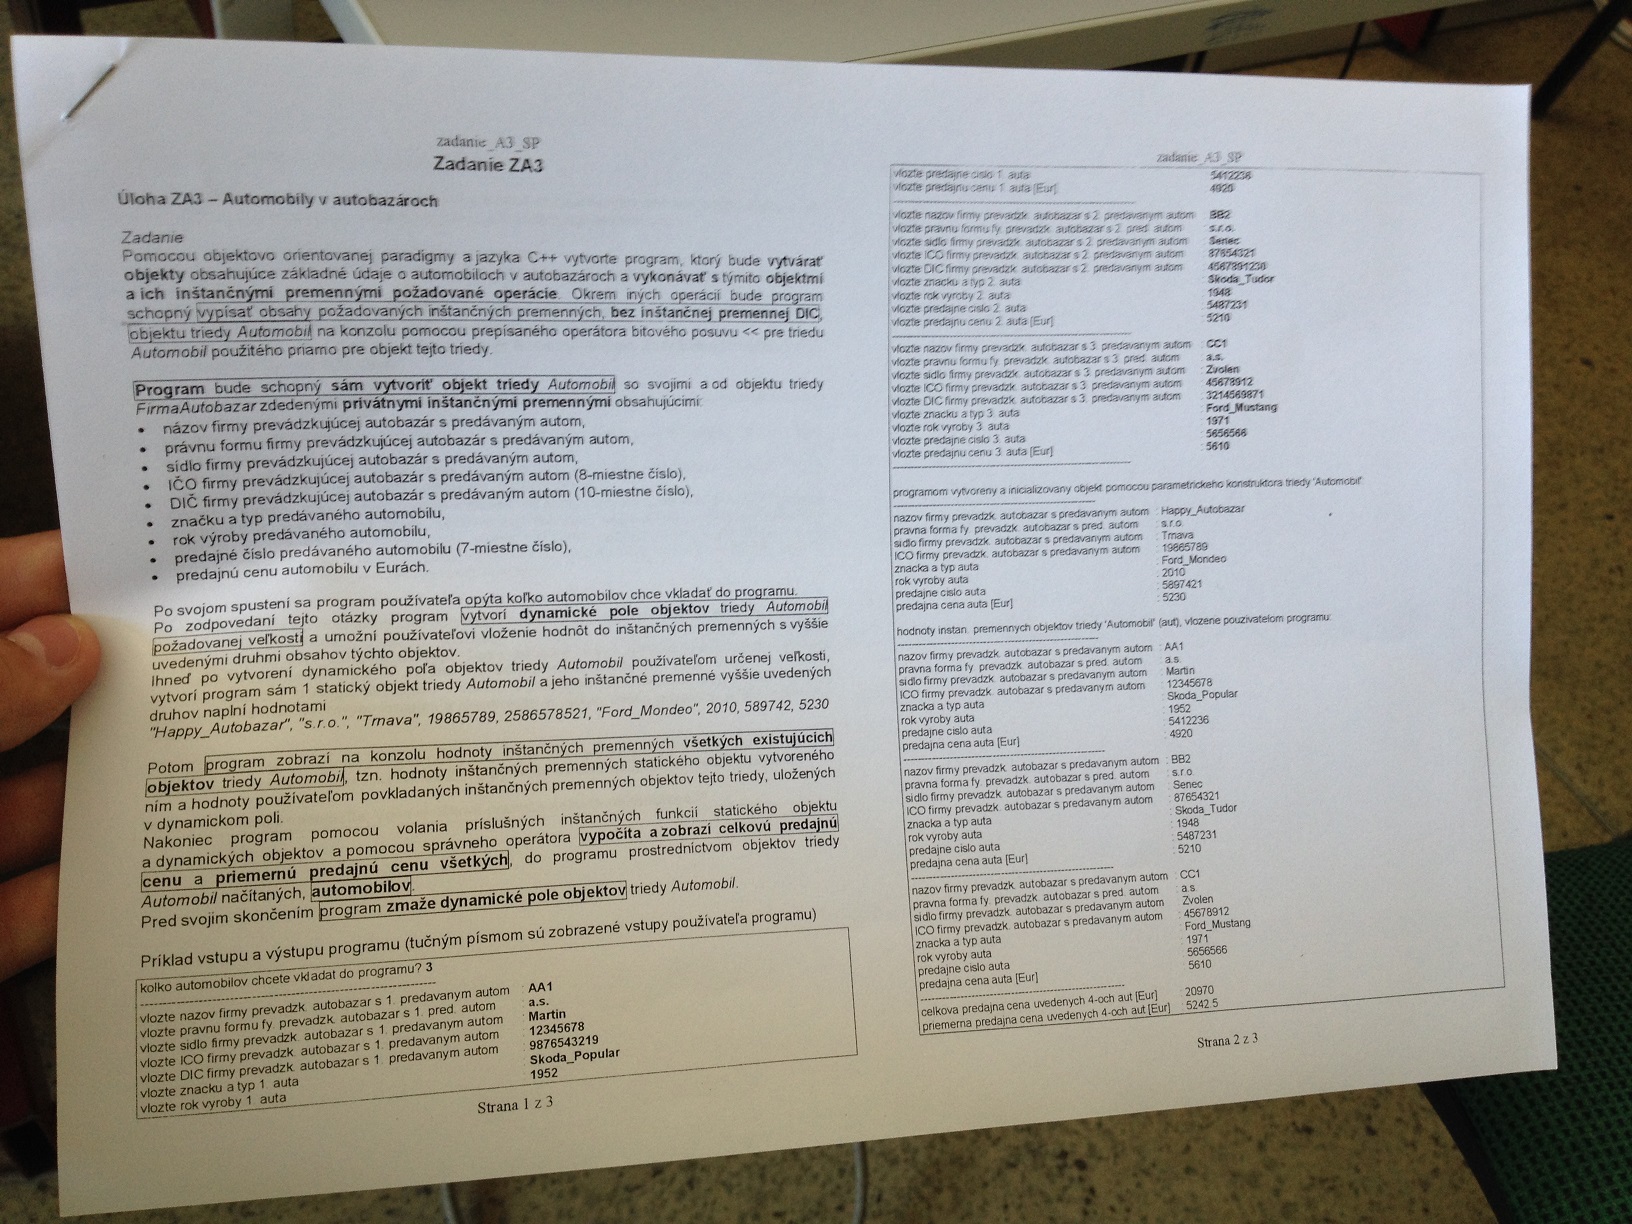 zadanie_A3_SP
Zadanie ZA3
Úloha ZA3 – Automobily v autobazároch
Zadanie
Pomocou objektovo orientovanej paradigmy a jazyka C++ vytvorte program, ktorý bude vytvárať
objekty obsahujúce základné údaje o automobiloch v autobazároch a vykonávať s týmito objektmi
a ich inštančnými premennými požadované operácie. Okrem iných operácií bude program
schopný vypísať obsahy požadovaných inštančných premenných, bez inštančnej premennej DIC,
objektu triedy Automobil na konzolu pomocou prepísaného operátora bitového posuvu << pre triedu
Automobil použitého priamo pre objekt tejto triedy.
Program bude schopný sám vytvoriť objekt triedy Automobil so svojimi a od objektu triedy
FirmaAutobazar zdedenými privátnymi inštančnými premennými obsahujúcimi:
• názov firmy prevádzkujúcej autobazár s predávaným autom,
• právnu formu firmy prevádzkujúcej autobazár s predávaným autom,
• sídlo firmy prevádzkujúcej autobazár s predávaným autom,
• IČO firmy prevádzkujúcej autobazár s predávaným autom (8-miestne číslo),
• DIČ firmy prevádzkujúcej autobazár s predávaným autom (10-miestne číslo),
• značku a typ predávaného automobilu,
• rok výroby predávaného automobilu,
• predajné číslo predávaného automobilu (7-miestne číslo),
• predajnú cenu automobilu v Eurách.
Po svojom spustení sa program používateľa opýta koľko automobilov chce vkladať do programu.
Po zodpovedaní tejto otázky program vytvorí dynamické pole objektov triedy Automobil
požadovanej veľkosti a umožní používateľovi vloženie hodnôt do inštančných premenných s vyššie
uvedenými druhmi obsahov týchto objektov.
Ihneď po vytvorení dynamického poľa objektov triedy Automobil používateľom určenej veľkosti,
vytvorí program sám 1 statický objekt triedy Automobil a jeho inštančné premenné vyššie uvedených
druhov naplní hodnotami
"Happy_Autobazar", "s.r.o.", "Trnava", 19865789, 2586578521, "Ford_Mondeo", 2010, 589742, 5230
Potom program zobrazí na konzolu hodnoty inštančných premenných všetkých existujúcich
objektov triedy Automobil, tzn. hodnoty inštančných premenných statického objektu vytvoreného
ním a hodnoty používateľom povkladaných inštančných premenných objektov tejto triedy, uložených
v dynamickom poli.
Nakoniec program pomocou volania príslušných inštančných funkcií statického objektu
a dynamických objektov a pomocou správneho operátora vypočíta a zobrazí celkovú predajnú
cenu a priemernú predajnú cenu všetkých, do programu prostredníctvom objektov triedy
Automobil načítaných, automobilov.
Pred svojim skončením program zmaže dynamické pole objektov triedy Automobil.
Príklad vstupu a výstupu programu (tučným písmom sú zobrazené vstupy používateľa programu)
kolko automobilov chcete vkladat do programu? 3
vlozte nazov firmy prevadzk. autobazar s 1. predavanym autom : AA1
vlozte pravnu formu fy. prevadzk. autobazar s 1. pred. autom : a.s.
vlozte sidlo firmy prevadzk. autobazar s 1. predavanym autom : Martin
vlozte ICO firmy prevadzk. autobazar s 1. predavanym autom : 12345678
vlozte DIC firmy prevadzk. autobazar s 1. predavanym autom : 9876543219
vlozte znacku a typ 1. auta : Skoda_Popular
vlozte rok vyroby 1. auta : 1952
Strana 1 z 3
zadanie_A3_SP
vlozte predajne cislo 1. auta : 5412236
vlozte predajnu cenu 1. auta [Eur] : 4920
vlozte nazov firmy prevadzk. autobazar s 2. predavanym autom : BB2
vlozte pravnu formu fy. prevadzk. autobazar s 2. pred. autom : s.r.o.
vlozte sidlo firmy prevadzk. autobazar s 2. predavanym autom : Senec
vlozte ICO firmy prevadzk. autobazar s 2. predavanym autom : 87654321
vlozte DIC firmy prevadzk. autobazar s 2. predavanym autom : 4567891230
vlozte znacku a typ 2. auta : Skoda_Tudor
vlozte rok vyroby 2. auta : 1948
vlozte predajne cislo 2. auta : 5487231
vlozte predajnu cenu 2. auta [Eur] : 5210
vlozte nazov firmy prevadzk. autobazar s 3. predavanym autom : CC1
vlozte pravnu formu fy. prevadzk. autobazar s 3. pred. autom : a.s.
vlozte sidlo firmy prevadzk. autobazar s 3. predavanym autom : Zvolen
vlozte ICO firmy prevadzk. autobazar s 3. predavanym autom : 45678912
vlozte DIC firmy prevadzk. autobazar s 3. predavanym autom : 3214569871
vlozte znacku a typ 3. auta : Ford_Mustang
vlozte rok vyroby 3. auta : 1971
vlozte predajne cislo 3. auta : 5656566
vlozte predajnu cenu 3. auta [Eur] : 5610
programom vytvoreny a inicializovany objekt pomocou parametrickeho konstruktora triedy 'Automobil'
nazov firmy prevadzk. autobazar s predavanym autom : Happy_Autobazar
pravna forma fy. prevadzk. autobazar s pred. autom : s.r.o.
sidlo firmy prevadzk. autobazar s predavanym autom : Trnava
ICO firmy prevadzk. autobazar s predavanym autom : 19865789
znacka a typ auta : Ford_Mondeo
rok vyroby auta : 2010
predajne cislo auta : 5897421
predajna cena auta [Eur] : 5230
hodnoty instan. premennych objektov triedy 'Automobil' (aut), vlozene pouzivatelom programu:
nazov firmy prevadzk. autobazar s predavanym autom : AA1
pravna forma fy. prevadzk. autobazar s pred. autom : a.s.
sidlo firmy prevadzk. autobazar s predavanym autom : Martin
ICO firmy prevadzk. autobazar s predavanym autom : 12345678
znacka a typ auta : Skoda_Popular
rok vyroby auta : 1952
predajne cislo auta : 5412236
predajna cena auta [Eur] : 4920
nazov firmy prevadzk. autobazar s predavanym autom : BB2
pravna forma fy. prevadzk. autobazar s pred. autom : s.r.o.
sidlo firmy prevadzk. autobazar s predavanym autom : Senec
ICO firmy prevadzk. autobazar s predavanym autom : 87654321
znacka a typ auta : Skoda_Tudor
rok vyroby auta : 1948
predajne cislo auta : 5487231
predajna cena auta [Eur] : 5210
nazov firmy prevadzk. autobazar s predavanym autom : CC1
pravna forma fy. prevadzk. autobazar s pred. autom : a.s
sidlo firmy prevadzk. autobazar s predavanym autom : Zvolen
ICO firmy prevadzk. autobazar s predavanym autom : 45678912
znacka a typ auta : Ford_Mustang
rok vyroby auta : 1971
predajne cislo auta : 5656566
predajna cena auta [Eur] : 5610
celkova predajna cena uvedenych 4-och aut [Eur] : 20970
priemerna predajna cena uvedenych 4-och aut [Eur] : 5242.5
Strana 2 z 3